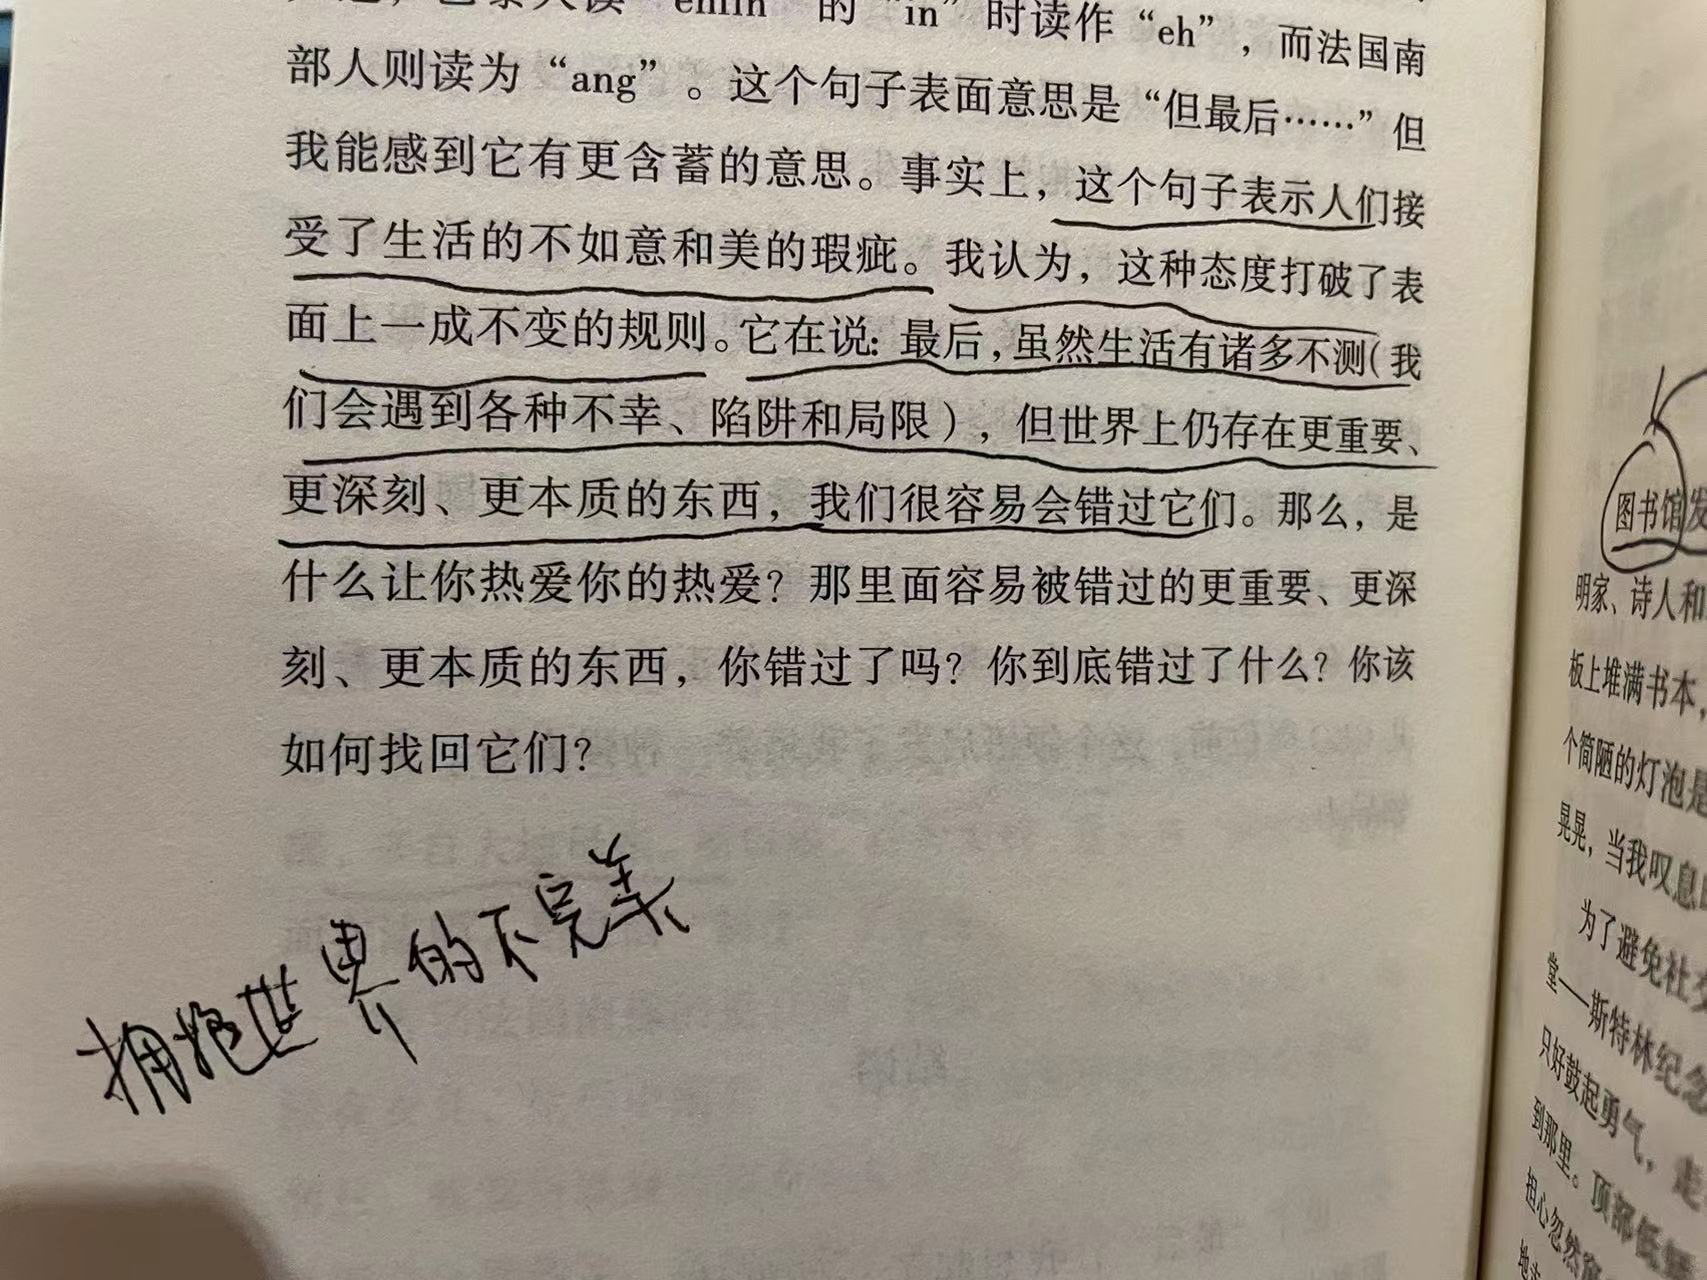 “enfin”的“in”时读作“eh”，而法国南
部人则读为“ang”。这个句子表面意思是“但最后……”但
我能感到它有更含蓄的意思。事实上，这个句子表示人们接
受了生活的不如意和美的瑕疵。我认为，这种态度打破了表
面上一成不变的规则。它在说：最后，虽然生活有诸多不测（我
们会遇到各种不幸、陷阱和局限），但世界上仍存在更重要、
更深刻、更本质的东西，我们很容易会错过它们。那么，是
什么让你热爱你的热爱？那里面容易被错过的更重要、更深
刻、更本质的东西，你错过了吗？你到底错过了什么？你该
如何找回它们？
拥抱世界的不完美
图书馆发
明家、诗人和
板上堆满书本，
个简陋的灯泡是
晃晃，当我叹息
为了避免社交
堂——斯特林纪念
只好鼓起勇气，走
到那里。顶部低
担心忽然
地